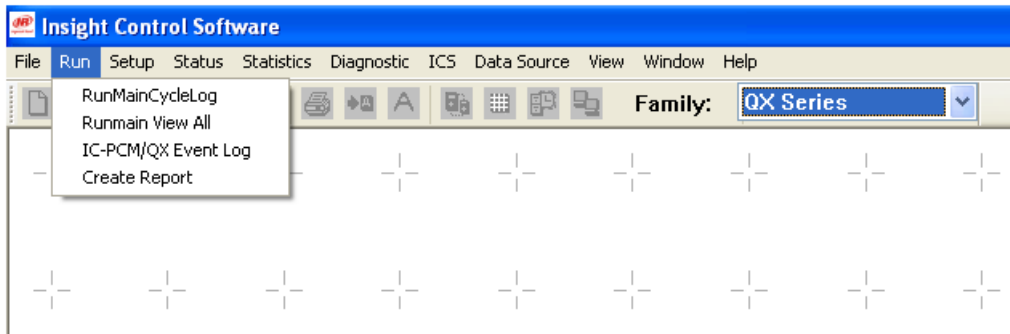 Insight Control Software
File Run Setup Status Statistics Diagnostic ICS Data Source View Window Help
Family: QX Series
RunMainCycleLog
Runmain View All
IC-PCM/QX Event Log
Create Report